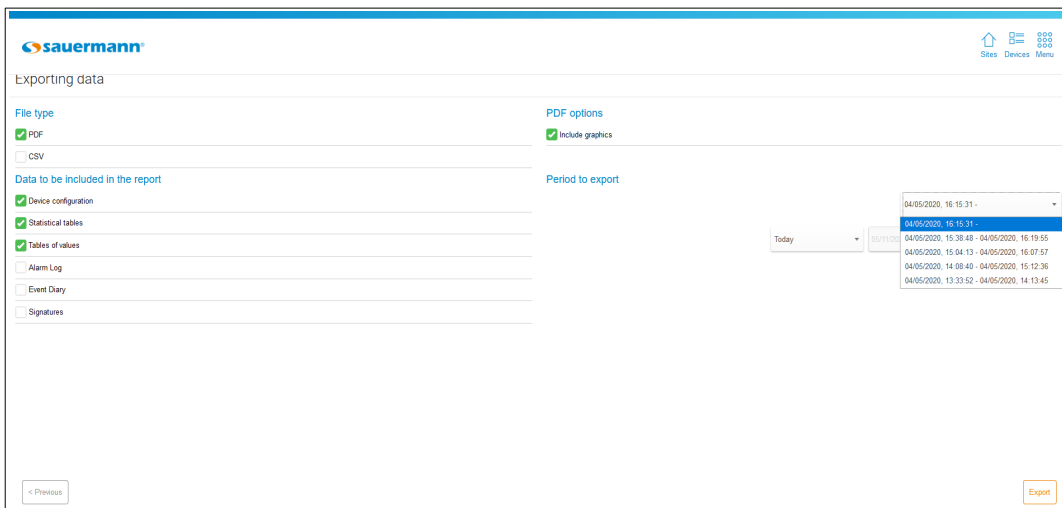 sauermann®
Sites Devices Menu
Exporting data
File type
PDF
CSV
Data to be included in the report
Device configuration
Statistical tables
Tables of values
Alarm Log
Event Diary
Signatures
PDF options
Include graphics
Period to export
04/05/2020, 16:15:31 -
04/05/2020, 16:15:31 -
Today
04/05/2020, 15:38:48 - 04/05/2020, 16:19:55
04/05/2020, 15:04:13 - 04/05/2020, 16:07:57
04/05/2020, 14:08:40 - 04/05/2020, 15:12:36
04/05/2020, 13:33:52 - 04/05/2020, 14:13:45
< Previous
Export